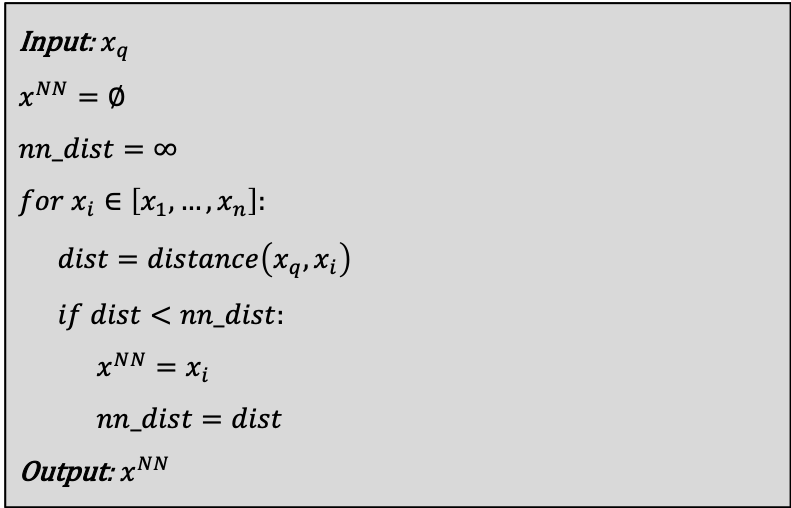 Input: x_q
x^{NN} = ∅
nn_dist = ∞
for x_i ∈ [x_1, …, x_n]:
dist = distance(x_q, x_i)
if dist < nn_dist:
x^{NN} = x_i
nn_dist = dist
Output: x^{NN}